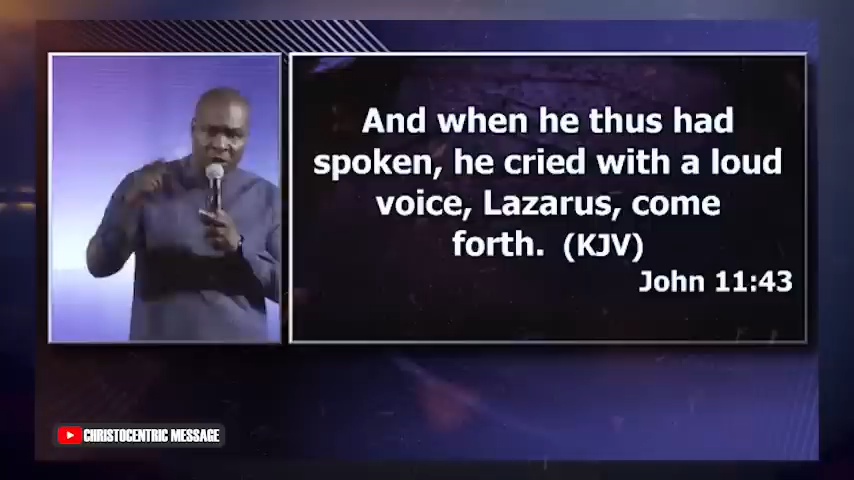 And when he thus had
spoken, he cried with a loud
voice, Lazarus, come
forth. (KJV)
John 11:43
CHRISTOCENTRIC MESSAGE